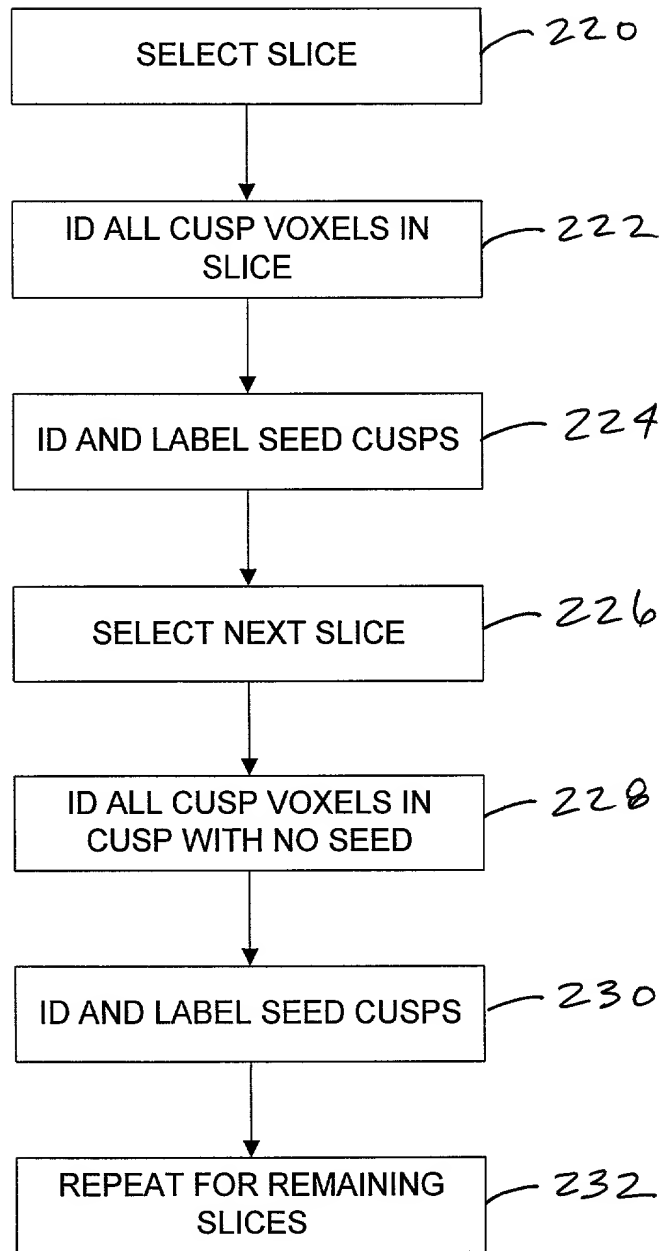 SELECT SLICE
220
ID ALL CUSP VOXELS IN
SLICE
222
ID AND LABEL SEED CUSPS
224
SELECT NEXT SLICE
226
ID ALL CUSP VOXELS IN
CUSP WITH NO SEED
228
ID AND LABEL SEED CUSPS
230
REPEAT FOR REMAINING
SLICES
232